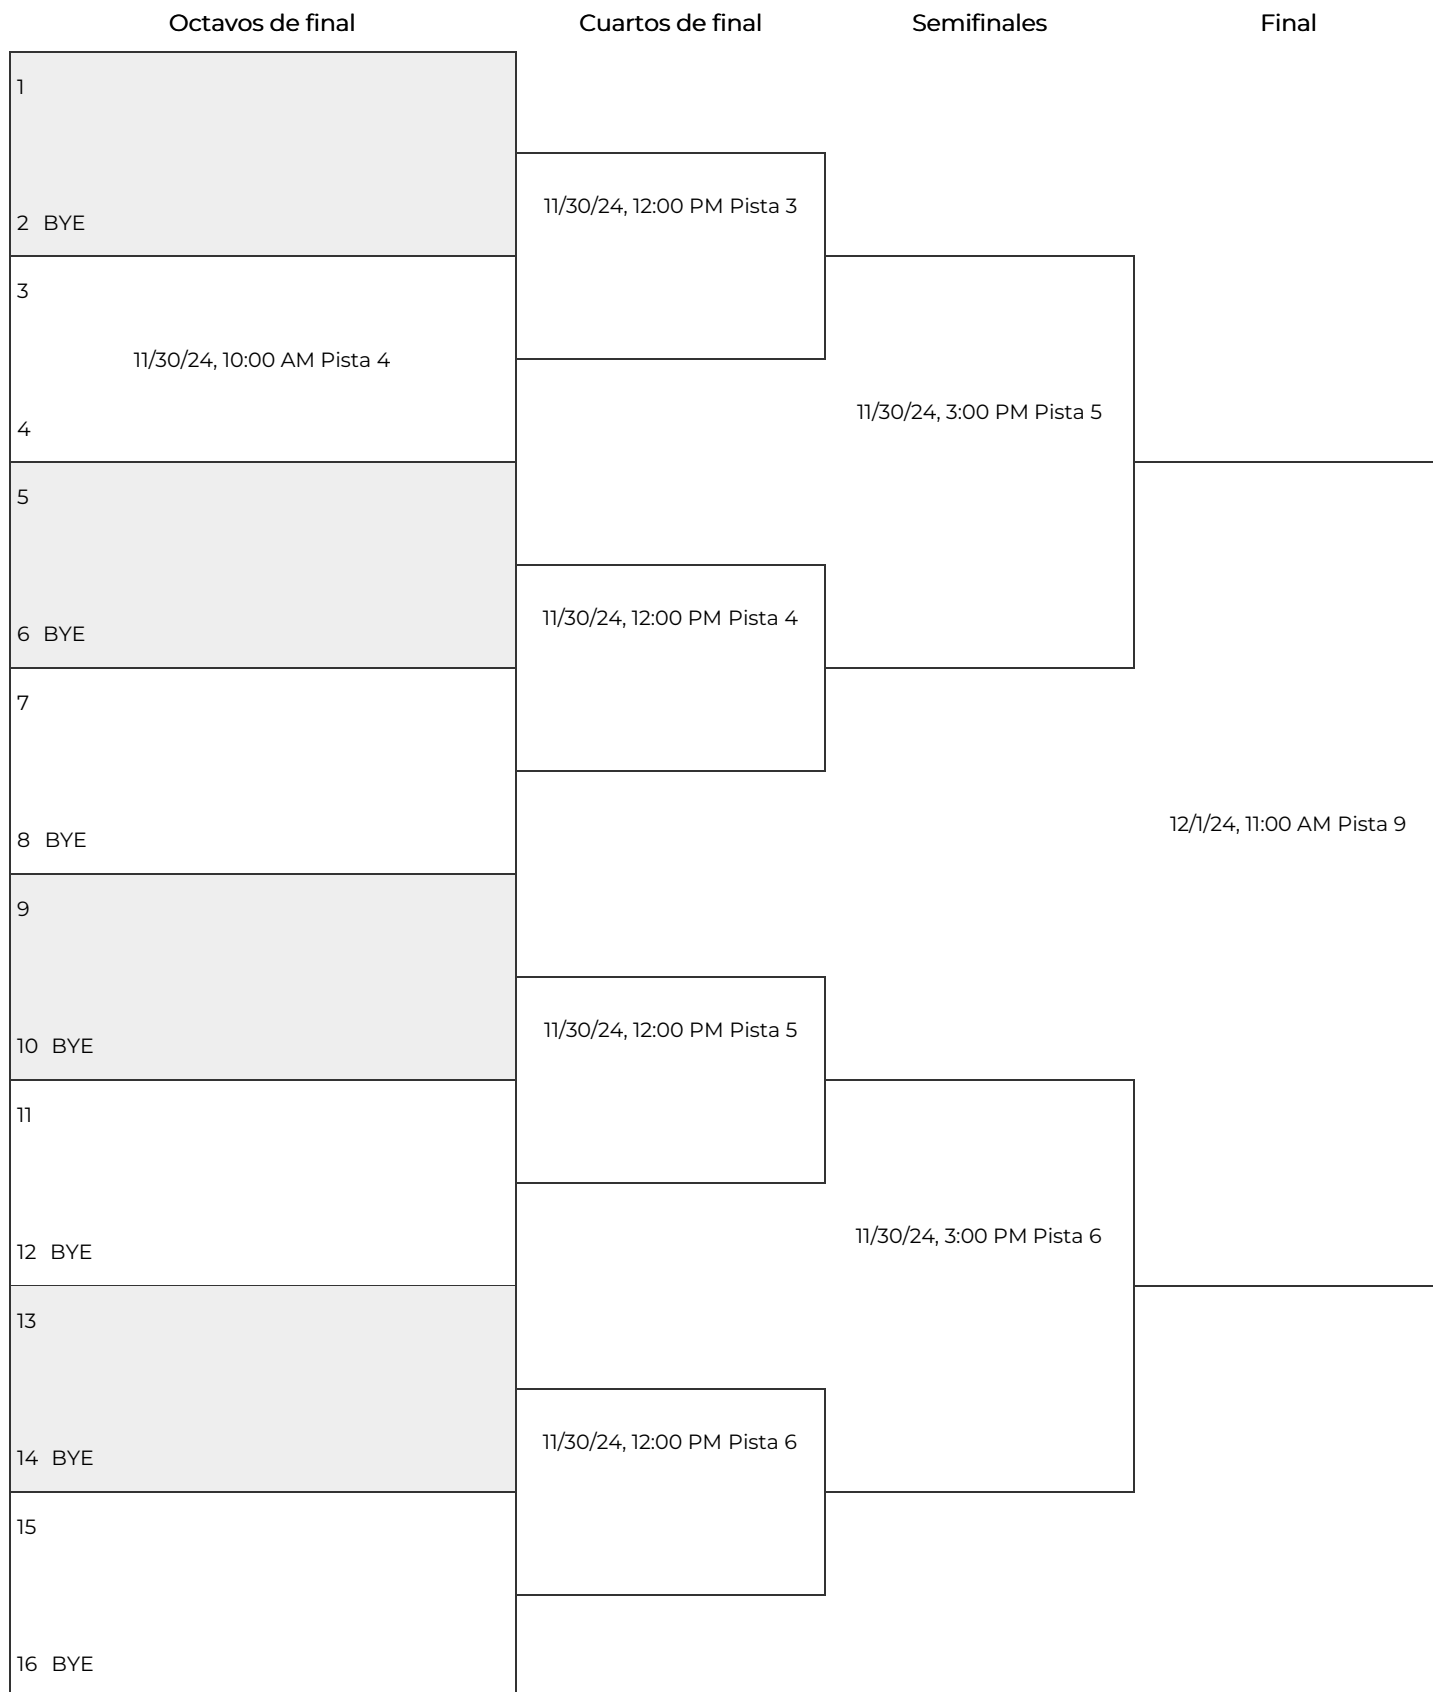 Octavos de final
Cuartos de final
Semifinales
Final
1
2 BYE
3
11/30/24, 10:00 AM Pista 4
4
5
6 BYE
7
8 BYE
9
10 BYE
11
12 BYE
13
14 BYE
15
16 BYE
11/30/24, 12:00 PM Pista 3
11/30/24, 12:00 PM Pista 4
11/30/24, 12:00 PM Pista 5
11/30/24, 12:00 PM Pista 6
11/30/24, 3:00 PM Pista 5
11/30/24, 3:00 PM Pista 6
12/1/24, 11:00 AM Pista 9